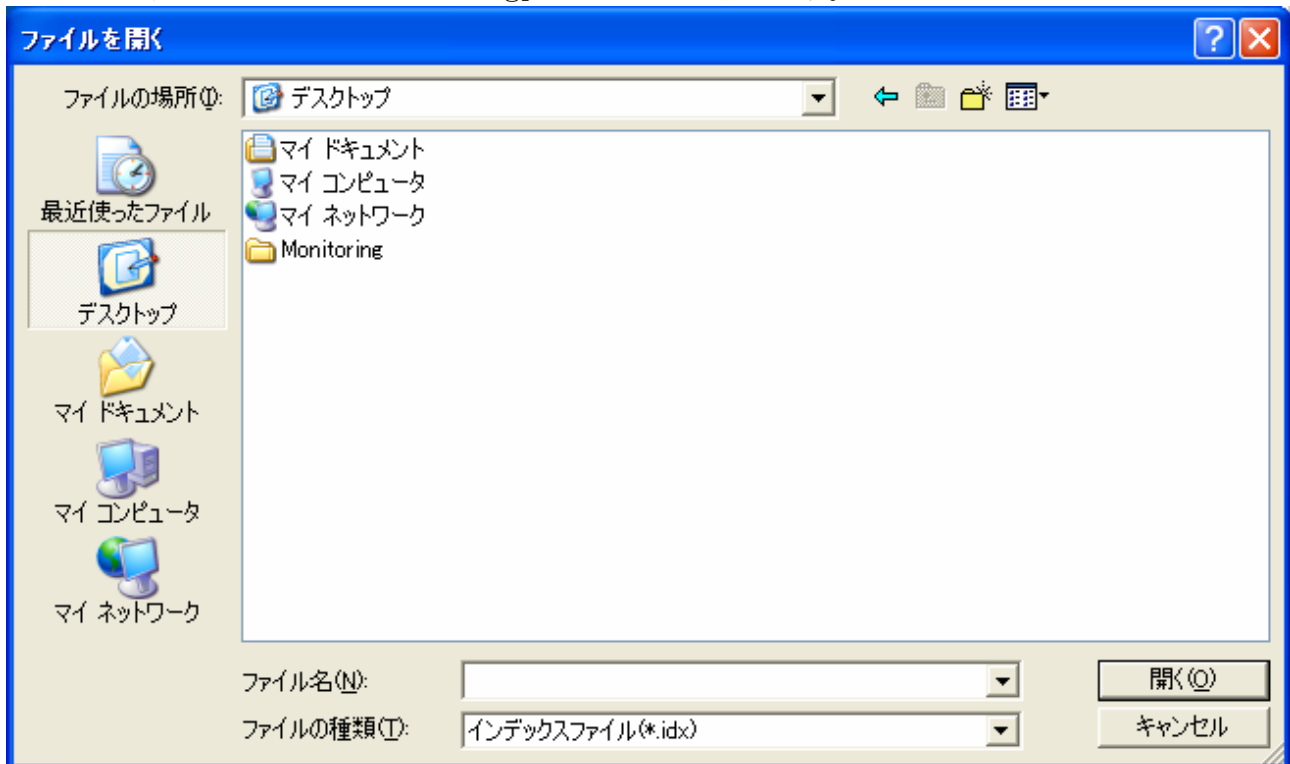 ファイルを開く
ファイルの場所(I):
デスクトップ
最近使ったファイル
デスクトップ
マイ ドキュメント
マイ コンピュータ
マイ ネットワーク
マイ ドキュメント
マイ コンピュータ
マイ ネットワーク
Monitoring
ファイル名(N):
開く(O)
ファイルの種類(T):
インデックスファイル(*.idx)
キャンセル